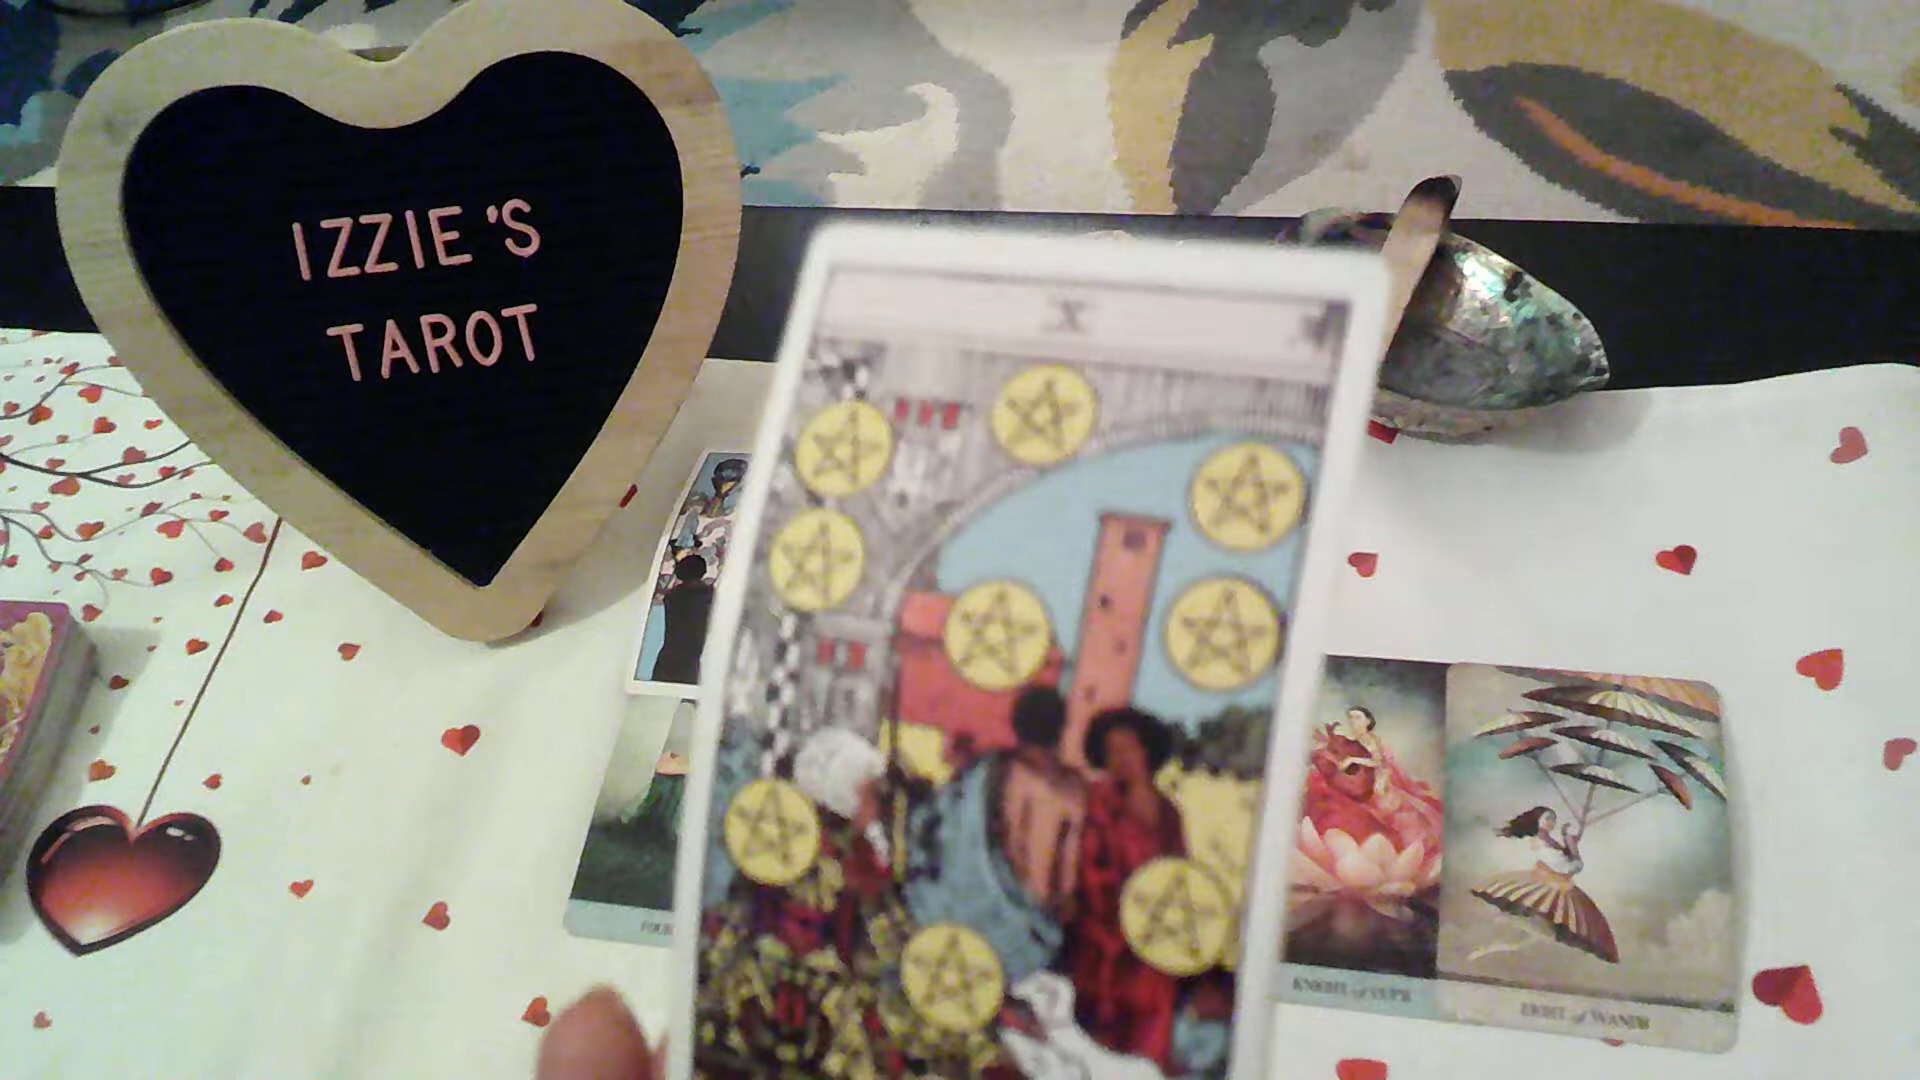 IZZIE'S
TAROT
X
KNIGHT of CUPS
EIGHT of WANDS